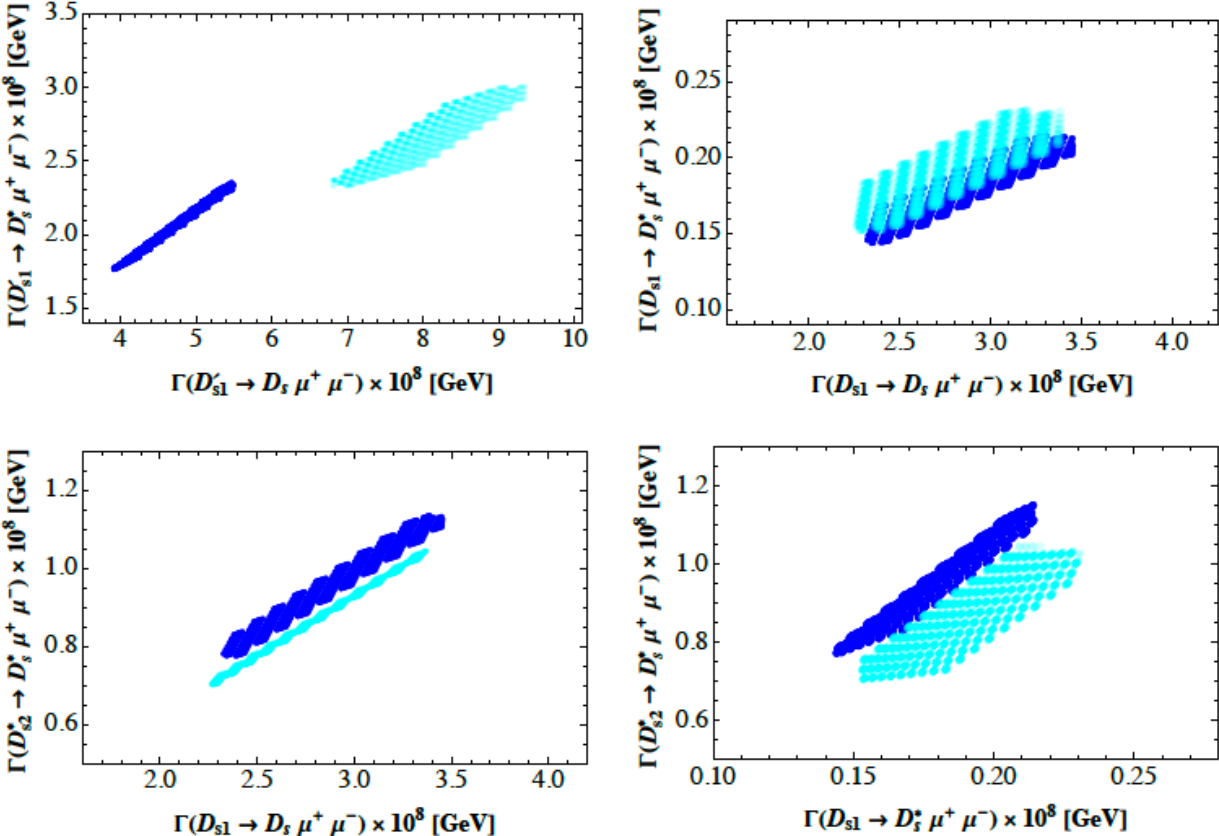 Γ(D′s1 → D*s μ+ μ−) × 10^8 [GeV]
3.5
3.0
2.5
2.0
1.5
4 5 6 7 8 9 10
Γ(D′s1 → Ds μ+ μ−) × 10^8 [GeV]
Γ(Ds1 → D*s μ+ μ−) × 10^8 [GeV]
0.25
0.20
0.15
0.10
2.0 2.5 3.0 3.5 4.0
Γ(Ds1 → Ds μ+ μ−) × 10^8 [GeV]
Γ(D*s2 → D*s μ+ μ−) × 10^8 [GeV]
1.2
1.0
0.8
0.6
2.0 2.5 3.0 3.5 4.0
Γ(Ds1 → Ds μ+ μ−) × 10^8 [GeV]
Γ(D*s2 → D*s μ+ μ−) × 10^8 [GeV]
1.2
1.0
0.8
0.6
0.10 0.15 0.20 0.25
Γ(Ds1 → D*s μ+ μ−) × 10^8 [GeV]